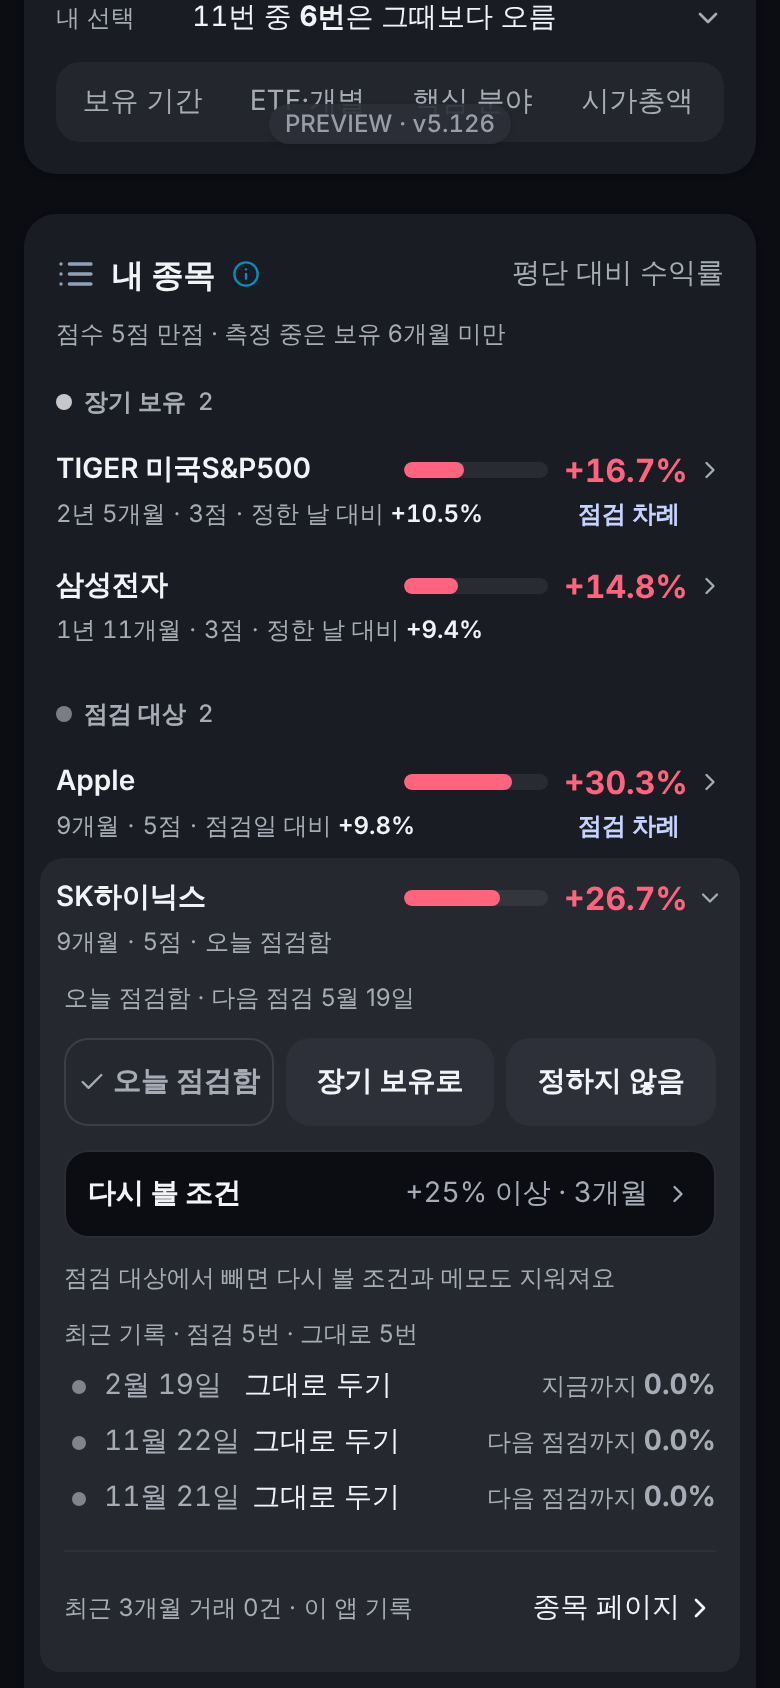 내 선택 11번 중 6번은 그때보다 오름
보유 기간 ETF·개별 핵심 분야 시가총액
PREVIEW · v5.126
내 종목 평단 대비 수익률
점수 5점 만점 · 측정 중은 보유 6개월 미만
장기 보유 2
TIGER 미국S&P500 +16.7%
2년 5개월 · 3점 · 정한 날 대비 +10.5% 점검 차례
삼성전자 +14.8%
1년 11개월 · 3점 · 정한 날 대비 +9.4%
점검 대상 2
Apple +30.3%
9개월 · 5점 · 점검일 대비 +9.8% 점검 차례
SK하이닉스 +26.7%
9개월 · 5점 · 오늘 점검함
오늘 점검함 · 다음 점검 5월 19일
오늘 점검함 장기 보유로 정하지 않음
다시 볼 조건 +25% 이상 · 3개월
점검 대상에서 빼면 다시 볼 조건과 메모도 지워져요
최근 기록 · 점검 5번 · 그대로 5번
2월 19일 그대로 두기 지금까지 0.0%
11월 22일 그대로 두기 다음 점검까지 0.0%
11월 21일 그대로 두기 다음 점검까지 0.0%
최근 3개월 거래 0건 · 이 앱 기록 종목 페이지